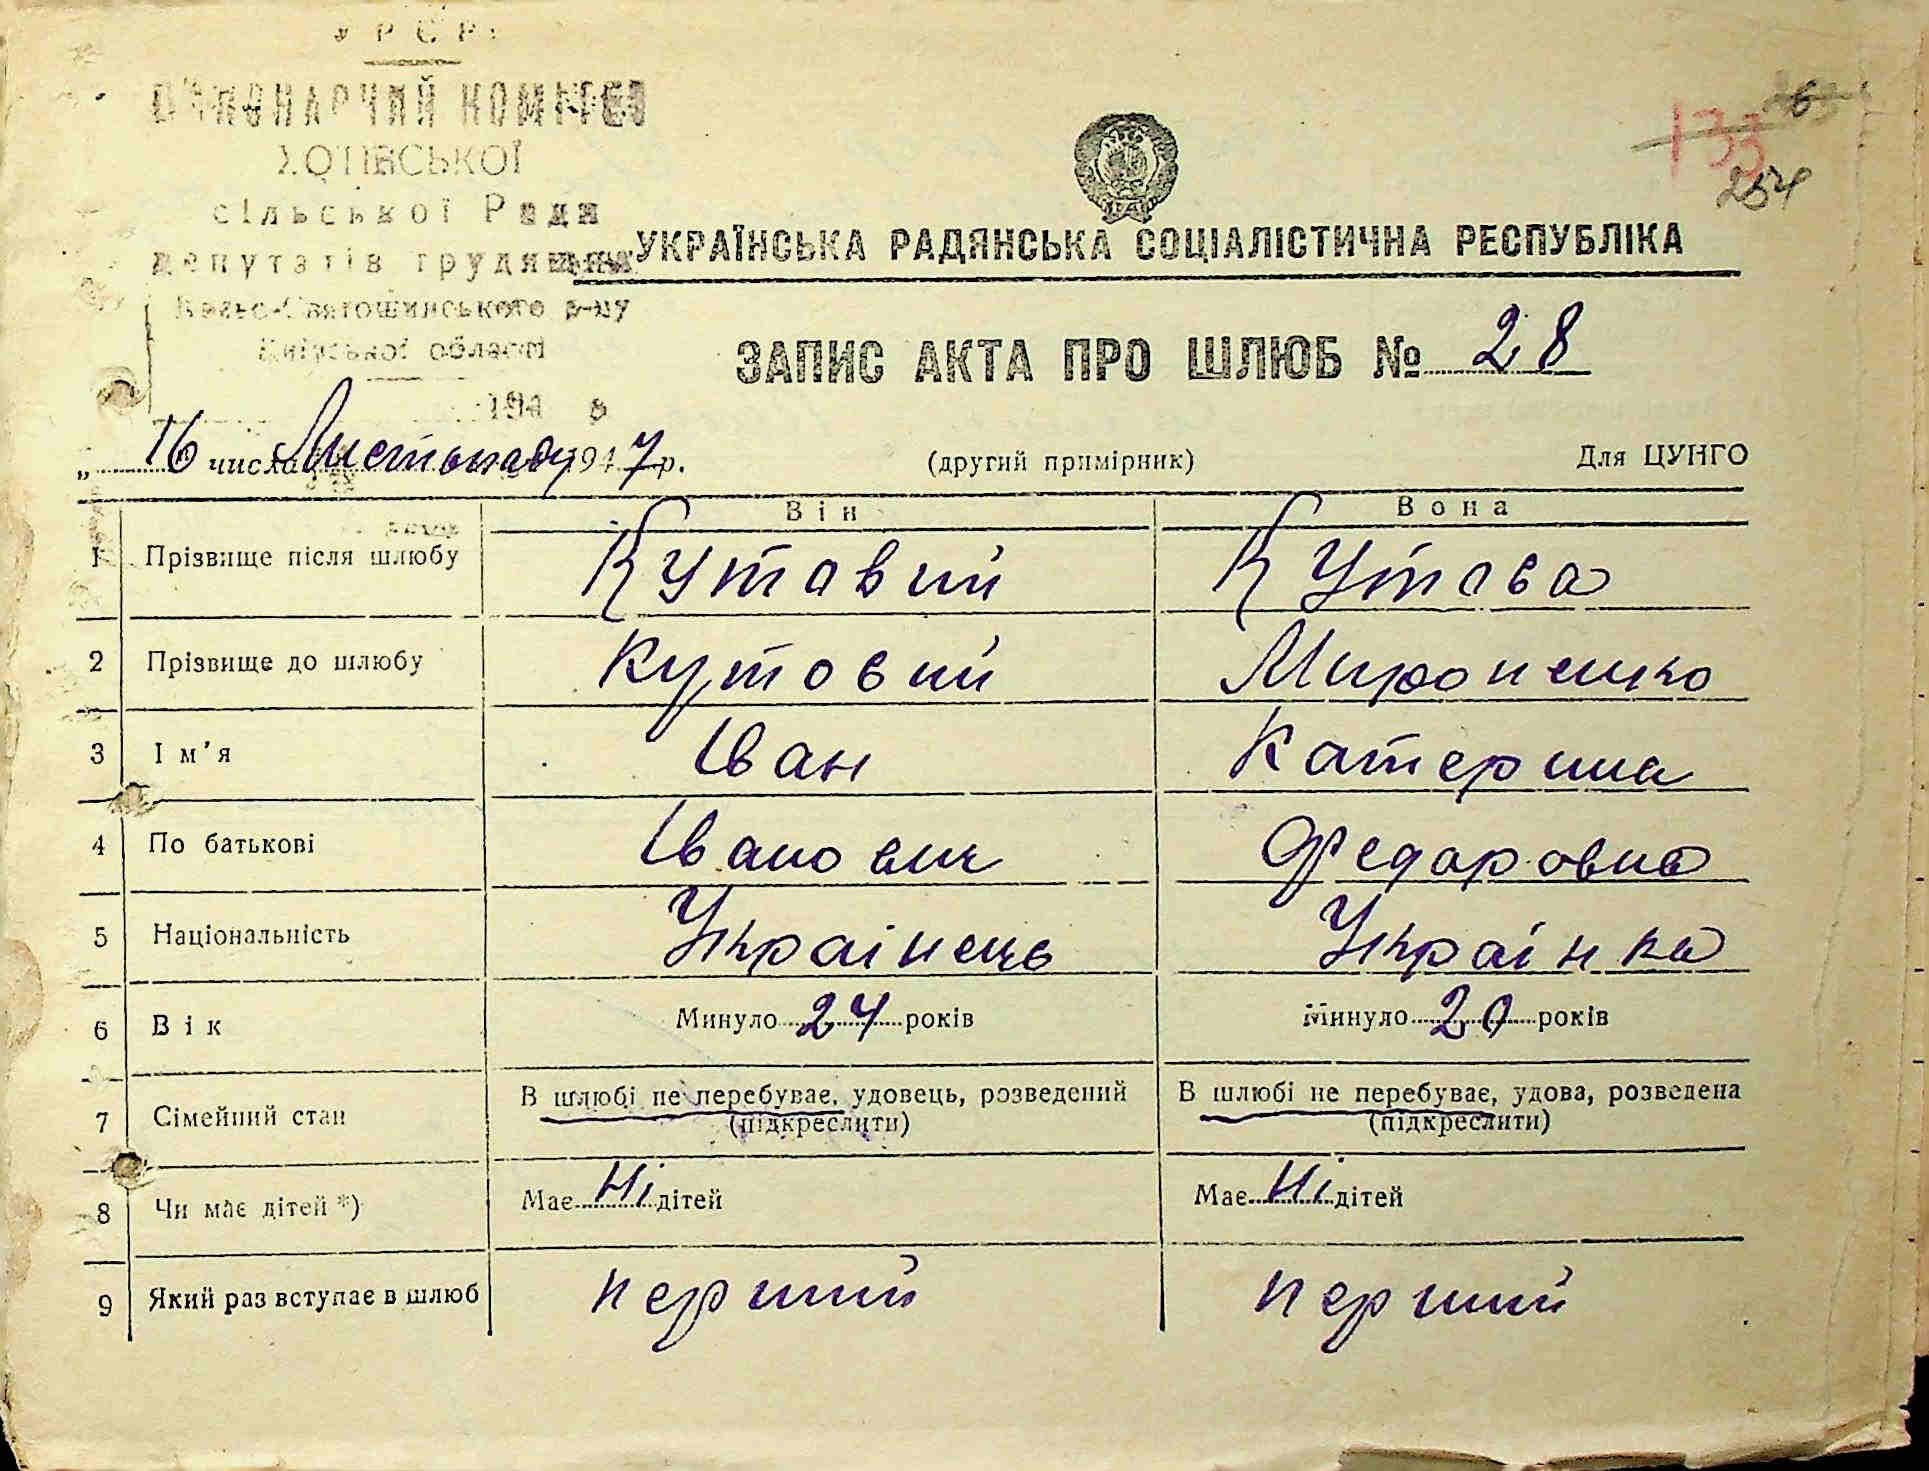 УРСР
ВИКОНАВЧИЙ КОМІТЕТ
ХОТІВСЬКОЇ
сільської Ради
депутатів трудящих
Києво-Святошинського р-ну
Київської області
194 р
133
254
УКРАЇНСЬКА РАДЯНСЬКА СОЦІАЛІСТИЧНА РЕСПУБЛІКА
ЗАПИС АКТА ПРО ШЛЮБ № 28
„16 числа Листопаду 1947 р.
(другий примірник)
Для ЦУНГО
Він Вона
1 Прізвище після шлюбу Кутавий Кутава
2 Прізвище до шлюбу Кутовий Мироненко
3 Ім'я Іван Катерина
4 По батькові Іванович Федаровна
5 Національність Українець Українка
6 Вік Минуло 24 років Минуло 20 років
7 Сімейний стан В шлюбі не перебуває, удовець, розведений В шлюбі не перебуває, удова, розведена
(підкреслити) (підкреслити)
8 Чи має дітей *) Має Ні дітей Має Ні дітей
9 Який раз вступає в шлюб перший перший